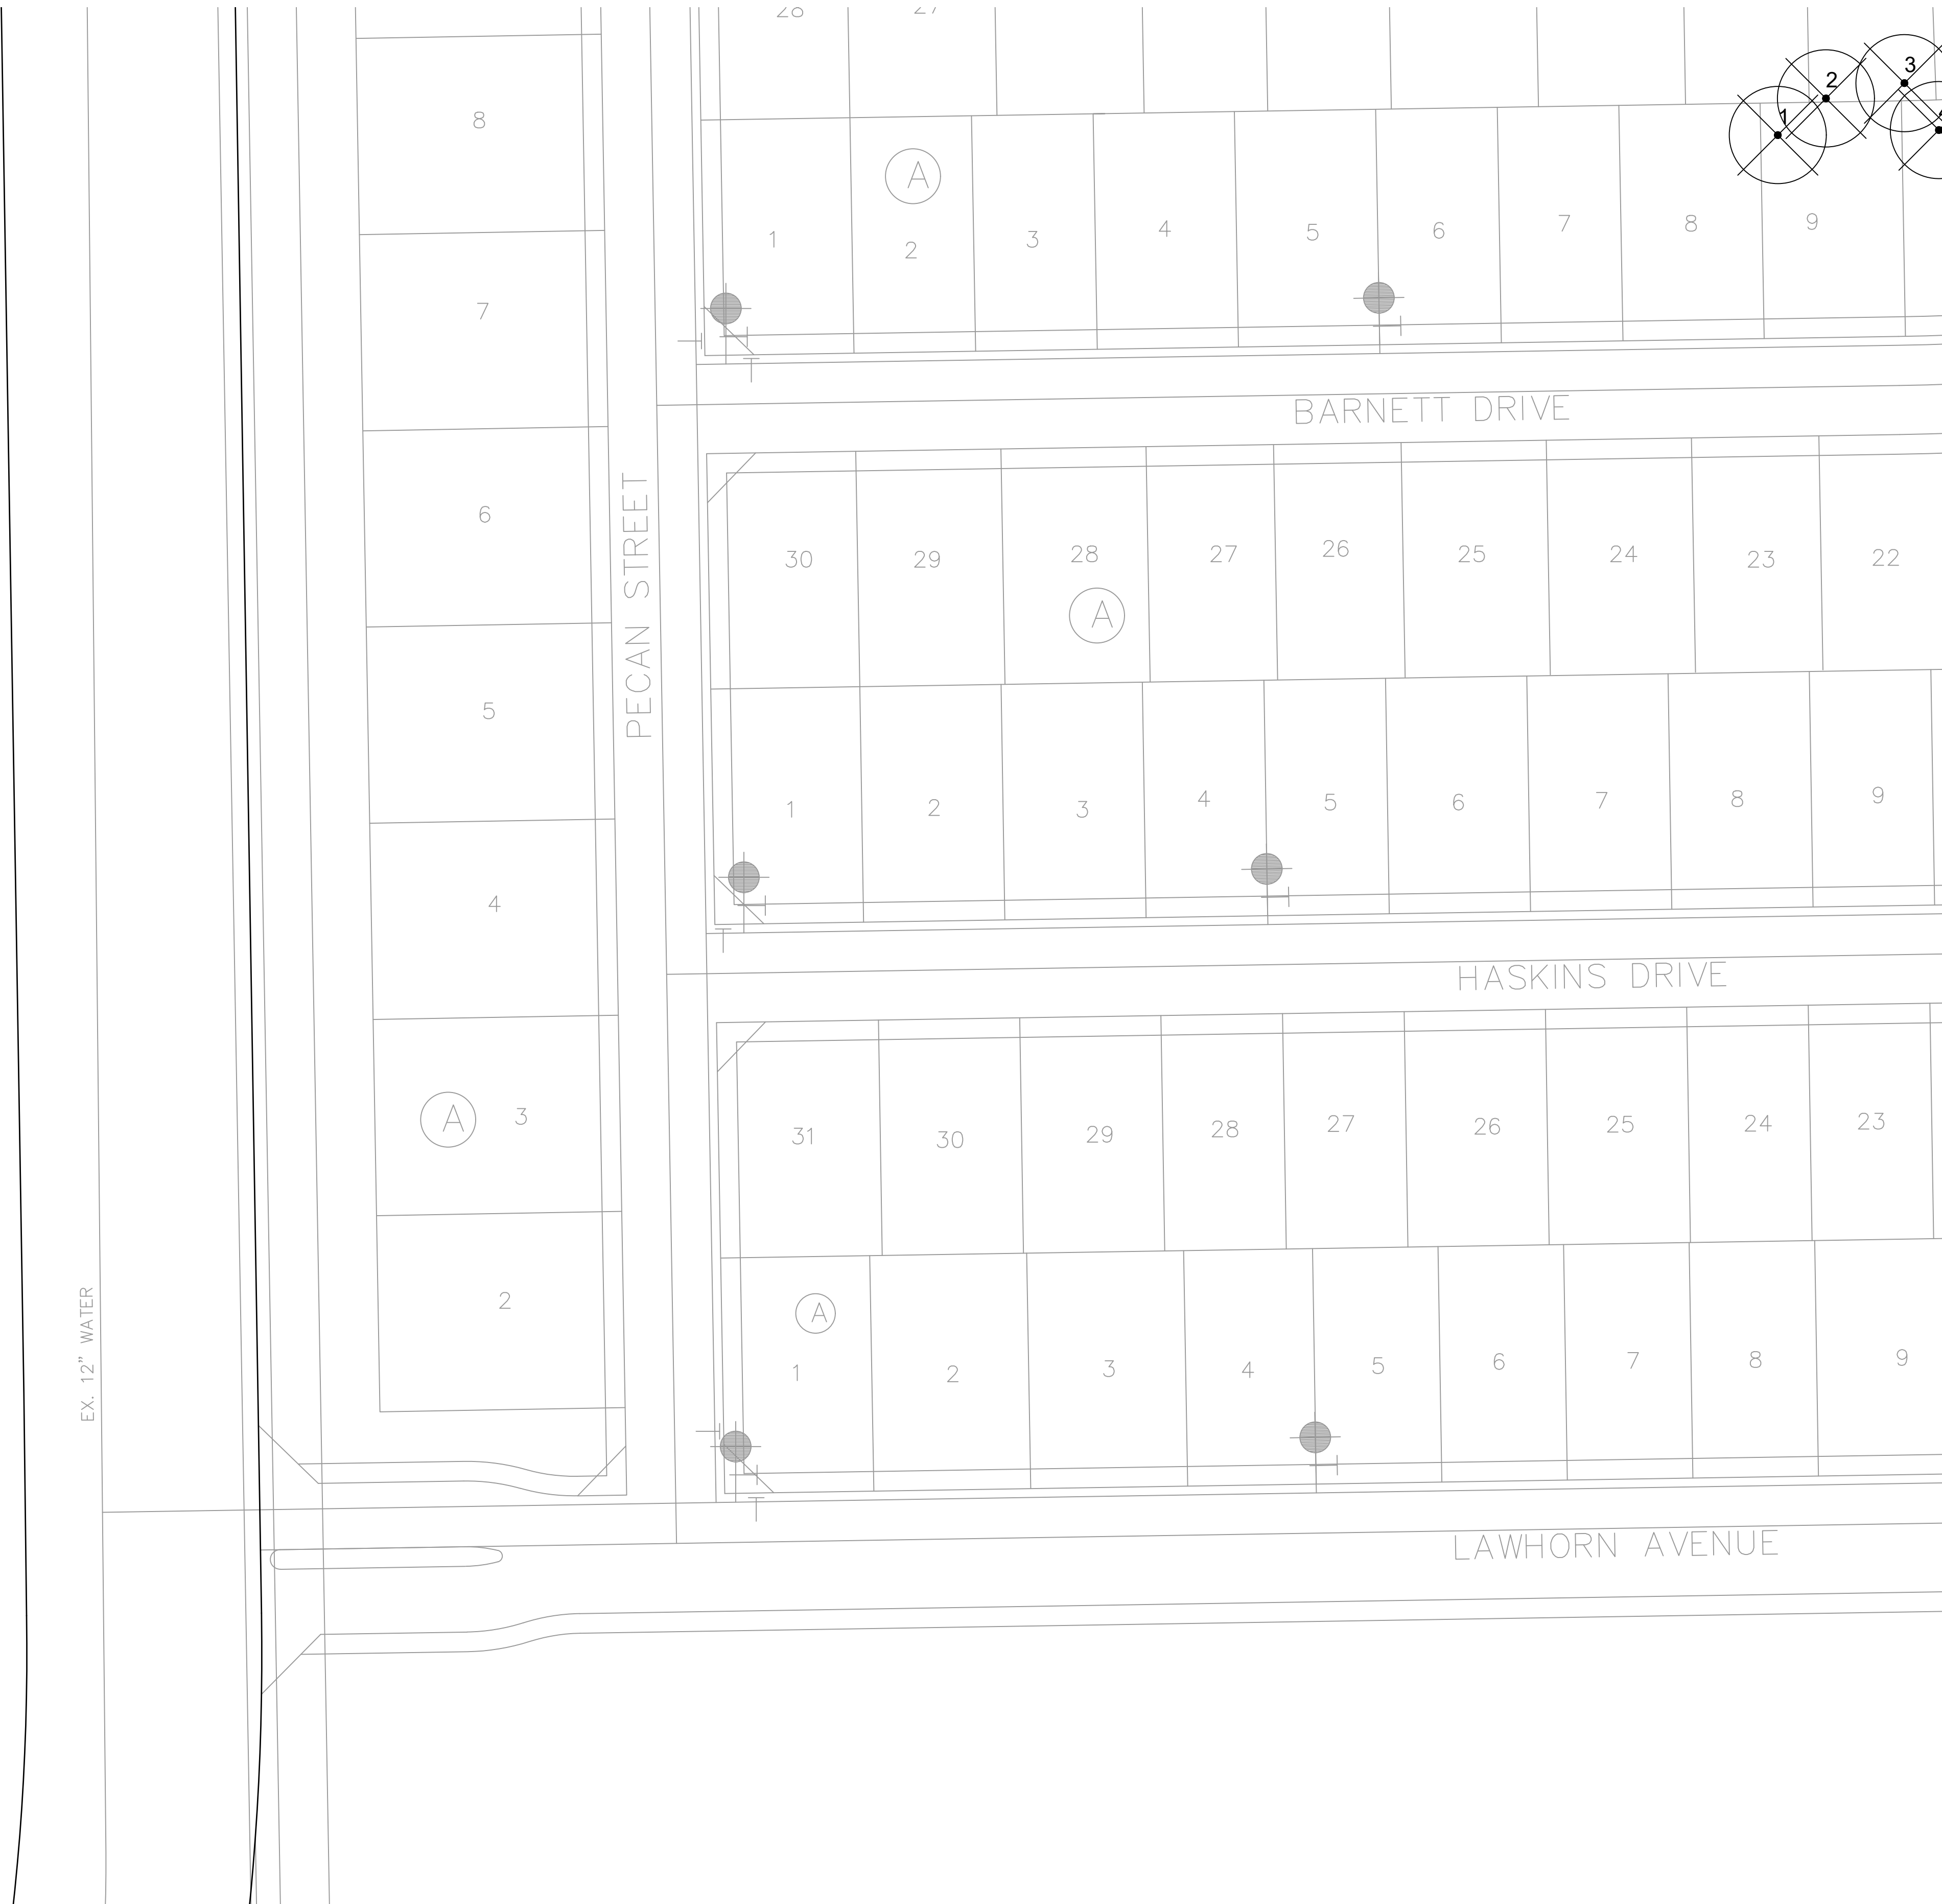 28 27
3
2
1
8
A
1 2 3 4 5 6 7 8 9
7
BARNETT DRIVE
6
PECAN STREET
30 29 28 27 26 25 24 23 22
A
5
1 2 3 4 5 6 7 8 9
4
HASKINS DRIVE
A 3
31 30 29 28 27 26 25 24 23
2
EX. 12" WATER
A
1 2 3 4 5 6 7 8 9
LAWHORN AVENUE